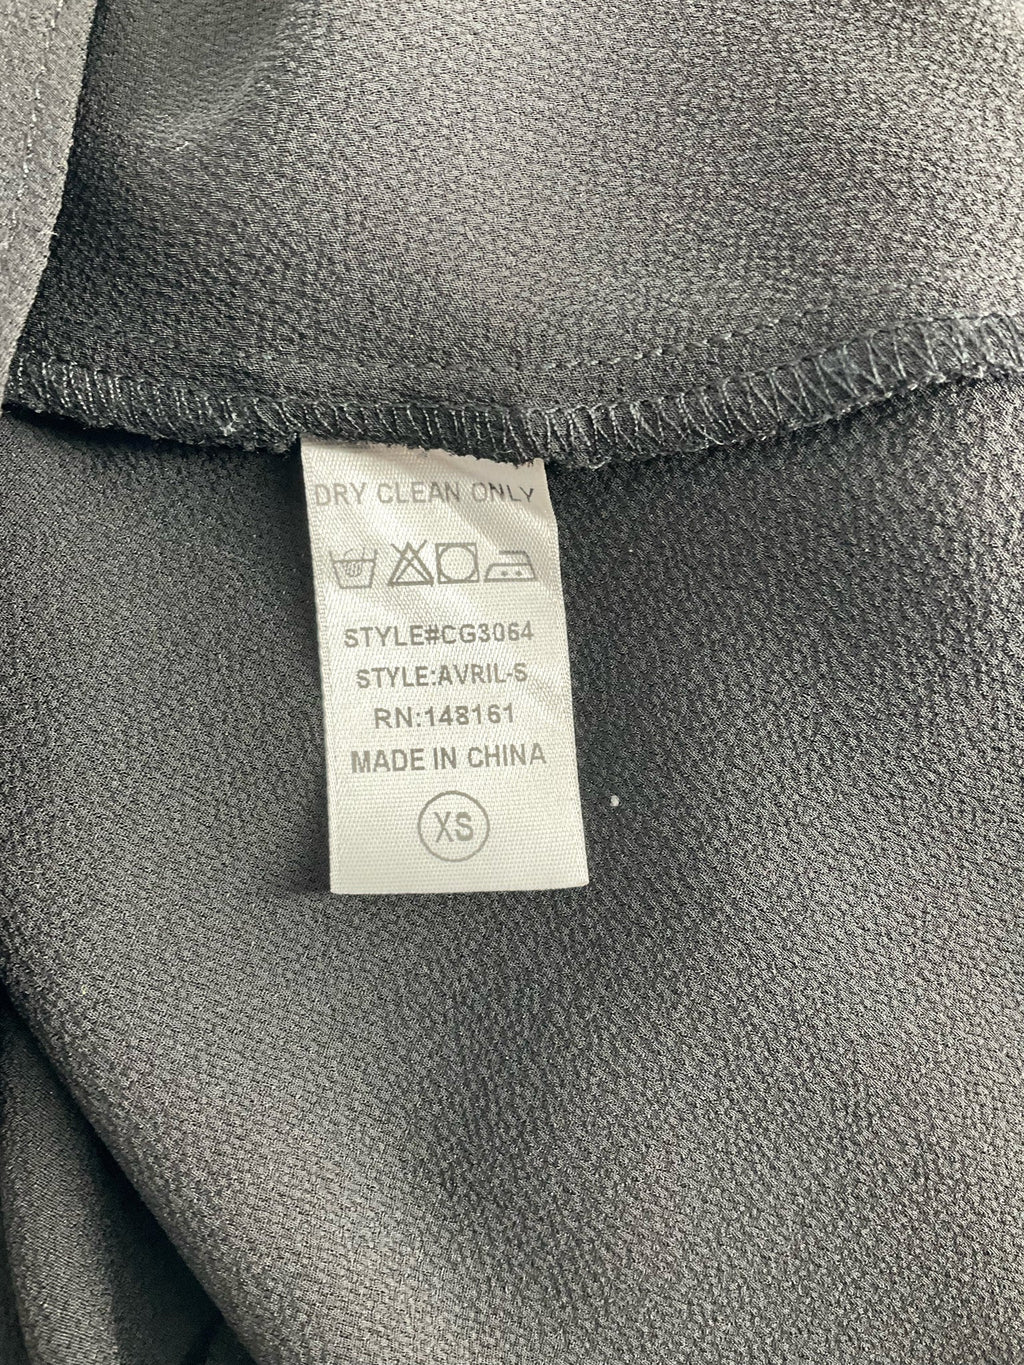 DRY CLEAN ONLY
STYLE#CG3064
STYLE:AVRIL-S
RN:148161
MADE IN CHINA
XS